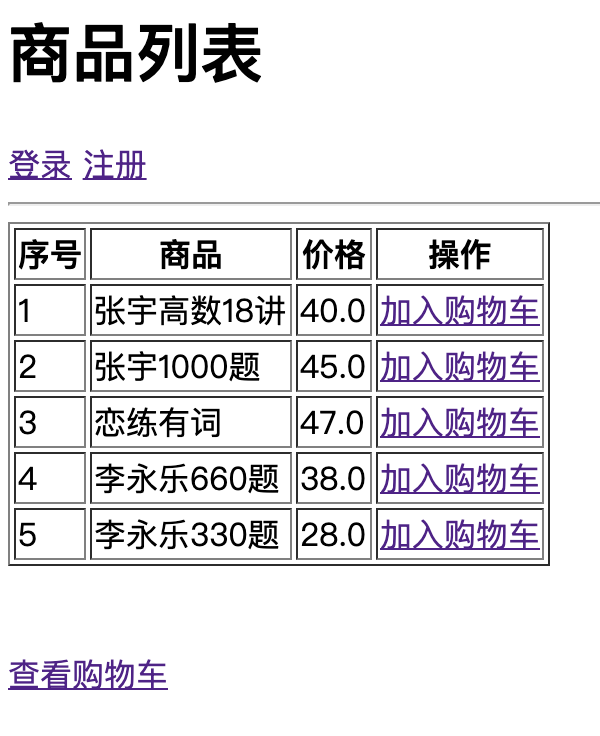 商品列表
登录 注册
序号 商品 价格 操作
1 张宇高数18讲 40.0 加入购物车
2 张宇1000题 45.0 加入购物车
3 恋练有词 47.0 加入购物车
4 李永乐660题 38.0 加入购物车
5 李永乐330题 28.0 加入购物车
查看购物车